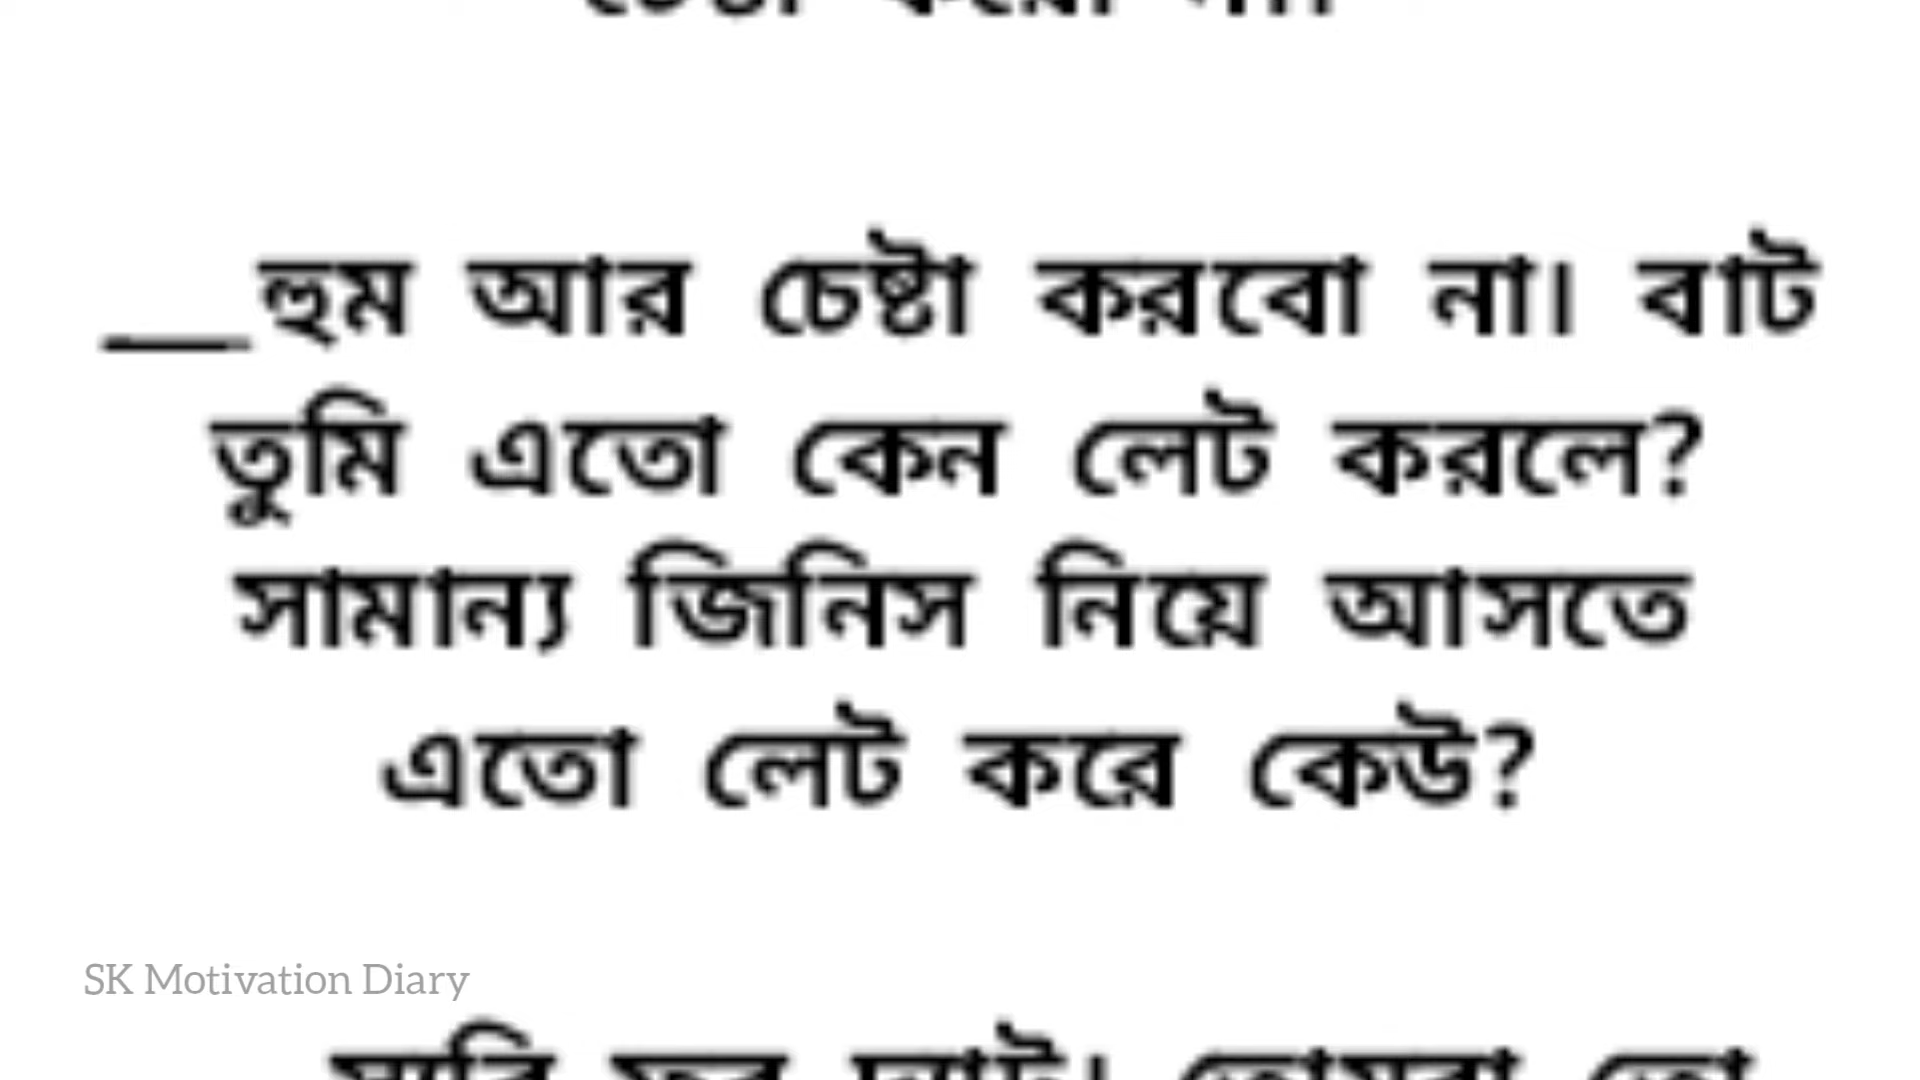 __হুম আর চেষ্টা করবো না। বাট
তুমি এতো কেন লেট করলে?
সামান্য জিনিস নিয়ে আসতে
এতো লেট করে কেউ?
SK Motivation Diary